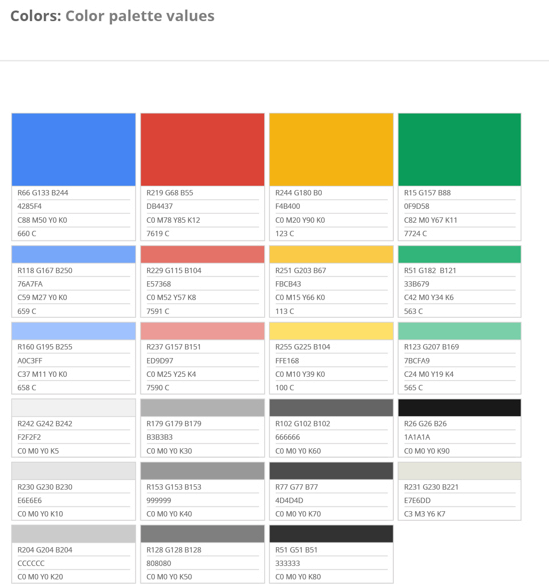 Colors: Color palette values
R66 G133 B244
4285F4
C88 M50 Y0 K0
660 C
R219 G68 B55
DB4437
C0 M78 Y85 K12
7619 C
R244 G180 B0
F4B400
C0 M20 Y90 K0
123 C
R15 G157 B88
0F9D58
C82 M0 Y67 K11
7724 C
R118 G167 B250
76A7FA
C59 M27 Y0 K0
659 C
R229 G115 B104
E57368
C0 M52 Y57 K8
7591 C
R251 G203 B67
FBCB43
C0 M15 Y66 K0
113 C
R51 G182 B121
33B679
C42 M0 Y34 K6
563 C
R160 G195 B255
A0C3FF
C37 M11 Y0 K0
658 C
R237 G157 B151
ED9D97
C0 M25 Y25 K4
7590 C
R255 G225 B104
FFE168
C0 M10 Y39 K0
100 C
R123 G207 B169
7BCFA9
C24 M0 Y19 K4
565 C
R242 G242 B242
F2F2F2
C0 M0 Y0 K5
R179 G179 B179
B3B3B3
C0 M0 Y0 K30
R102 G102 B102
666666
C0 M0 Y0 K60
R26 G26 B26
1A1A1A
C0 M0 Y0 K90
R230 G230 B230
E6E6E6
C0 M0 Y0 K10
R153 G153 B153
999999
C0 M0 Y0 K40
R77 G77 B77
4D4D4D
C0 M0 Y0 K70
R231 G230 B221
E7E6DD
C3 M3 Y6 K7
R204 G204 B204
CCCCCC
C0 M0 Y0 K20
R128 G128 B128
808080
C0 M0 Y0 K50
R51 G51 B51
333333
C0 M0 Y0 K80